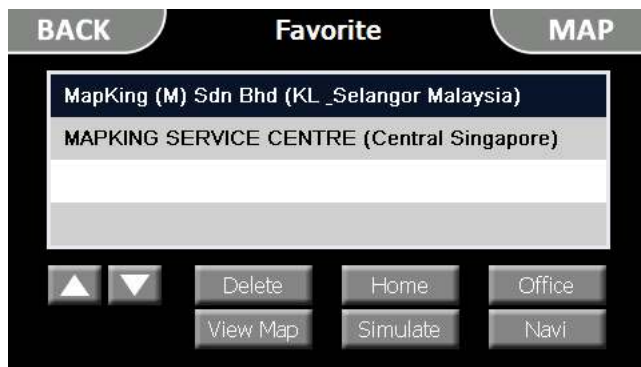 BACK Favorite MAP
MapKing (M) Sdn Bhd (KL _Selangor Malaysia)
MAPKING SERVICE CENTRE (Central Singapore)
Delete Home Office
View Map Simulate Navi